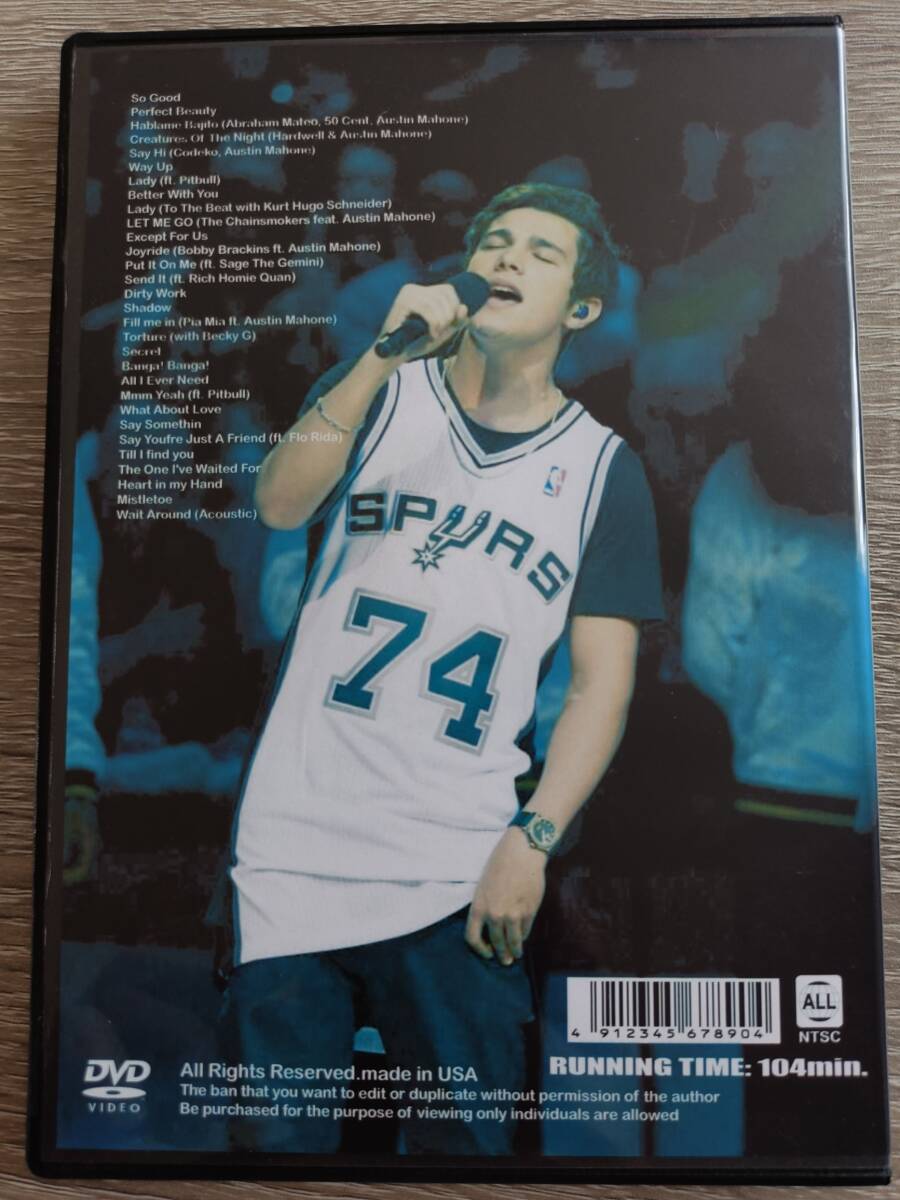 So Good
Perfect Beauty
Hablame Bajito (Abraham Mateo, 50 Cent, Austin Mahone)
Creatures Of The Night (Hardwell & Austin Mahone)
Say Hi (Codeko, Austin Mahone)
Way Up
Lady (ft. Pitbull)
Better With You
Lady (To The Beat with Kurt Hugo Schneider)
LET ME GO (The Chainsmokers feat. Austin Mahone)
Except For Us
Joyride (Bobby Brackins ft. Austin Mahone)
Put It On Me (ft. Sage The Gemini)
Send It (ft. Rich Homie Quan)
Dirty Work
Shadow
Fill me in (Pia Mia ft. Austin Mahone)
Torture (with Becky G)
Secret
Banga! Banga!
All I Ever Need
Mmm Yeah (ft. Pitbull)
What About Love
Say Somethin
Say Youfre Just A Friend (ft. Flo Rida)
Till I find you
The One I've Waited For
Heart in my Hand
Mistletoe
Wait Around (Acoustic)
SPURS
74
4 912345 678904
ALL
NTSC
RUNNING TIME: 104min.
DVD
VIDEO
All Rights Reserved.made in USA
The ban that you want to edit or duplicate without permission of the author
Be purchased for the purpose of viewing only individuals are allowed